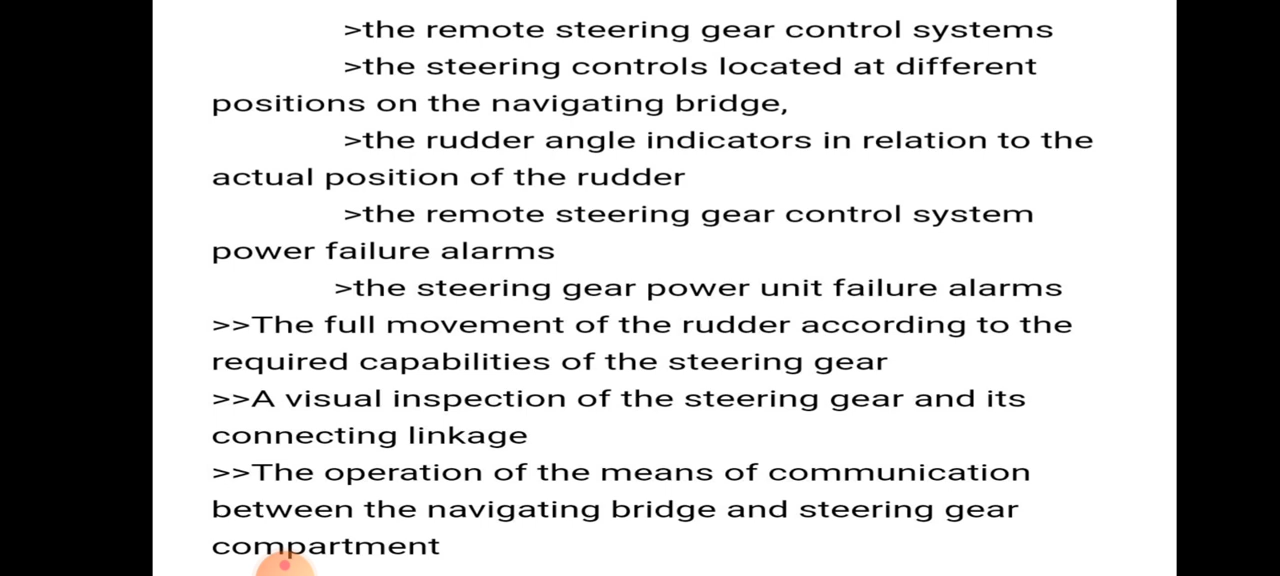 >the remote steering gear control systems
>the steering controls located at different
positions on the navigating bridge,
>the rudder angle indicators in relation to the
actual position of the rudder
>the remote steering gear control system
power failure alarms
>the steering gear power unit failure alarms
>>The full movement of the rudder according to the
required capabilities of the steering gear
>>A visual inspection of the steering gear and its
connecting linkage
>>The operation of the means of communication
between the navigating bridge and steering gear
compartment